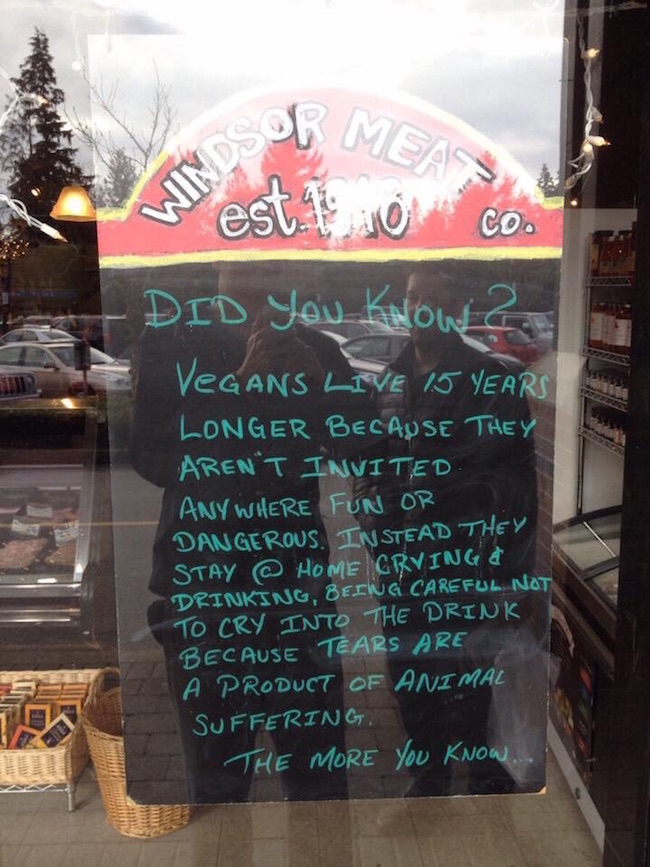 WINDSOR MEAT
est. 1910 CO.
DID YOU KNOW?
VEGANS LIVE 15 YEARS
LONGER BECAUSE THEY
AREN'T INVITED
ANYWHERE FUN OR
DANGEROUS. INSTEAD THEY
STAY @ HOME CRYING &
DRINKING, BEING CAREFUL NOT
TO CRY INTO THE DRINK
BECAUSE TEARS ARE
A PRODUCT OF ANIMAL
SUFFERING.
THE MORE YOU KNOW...